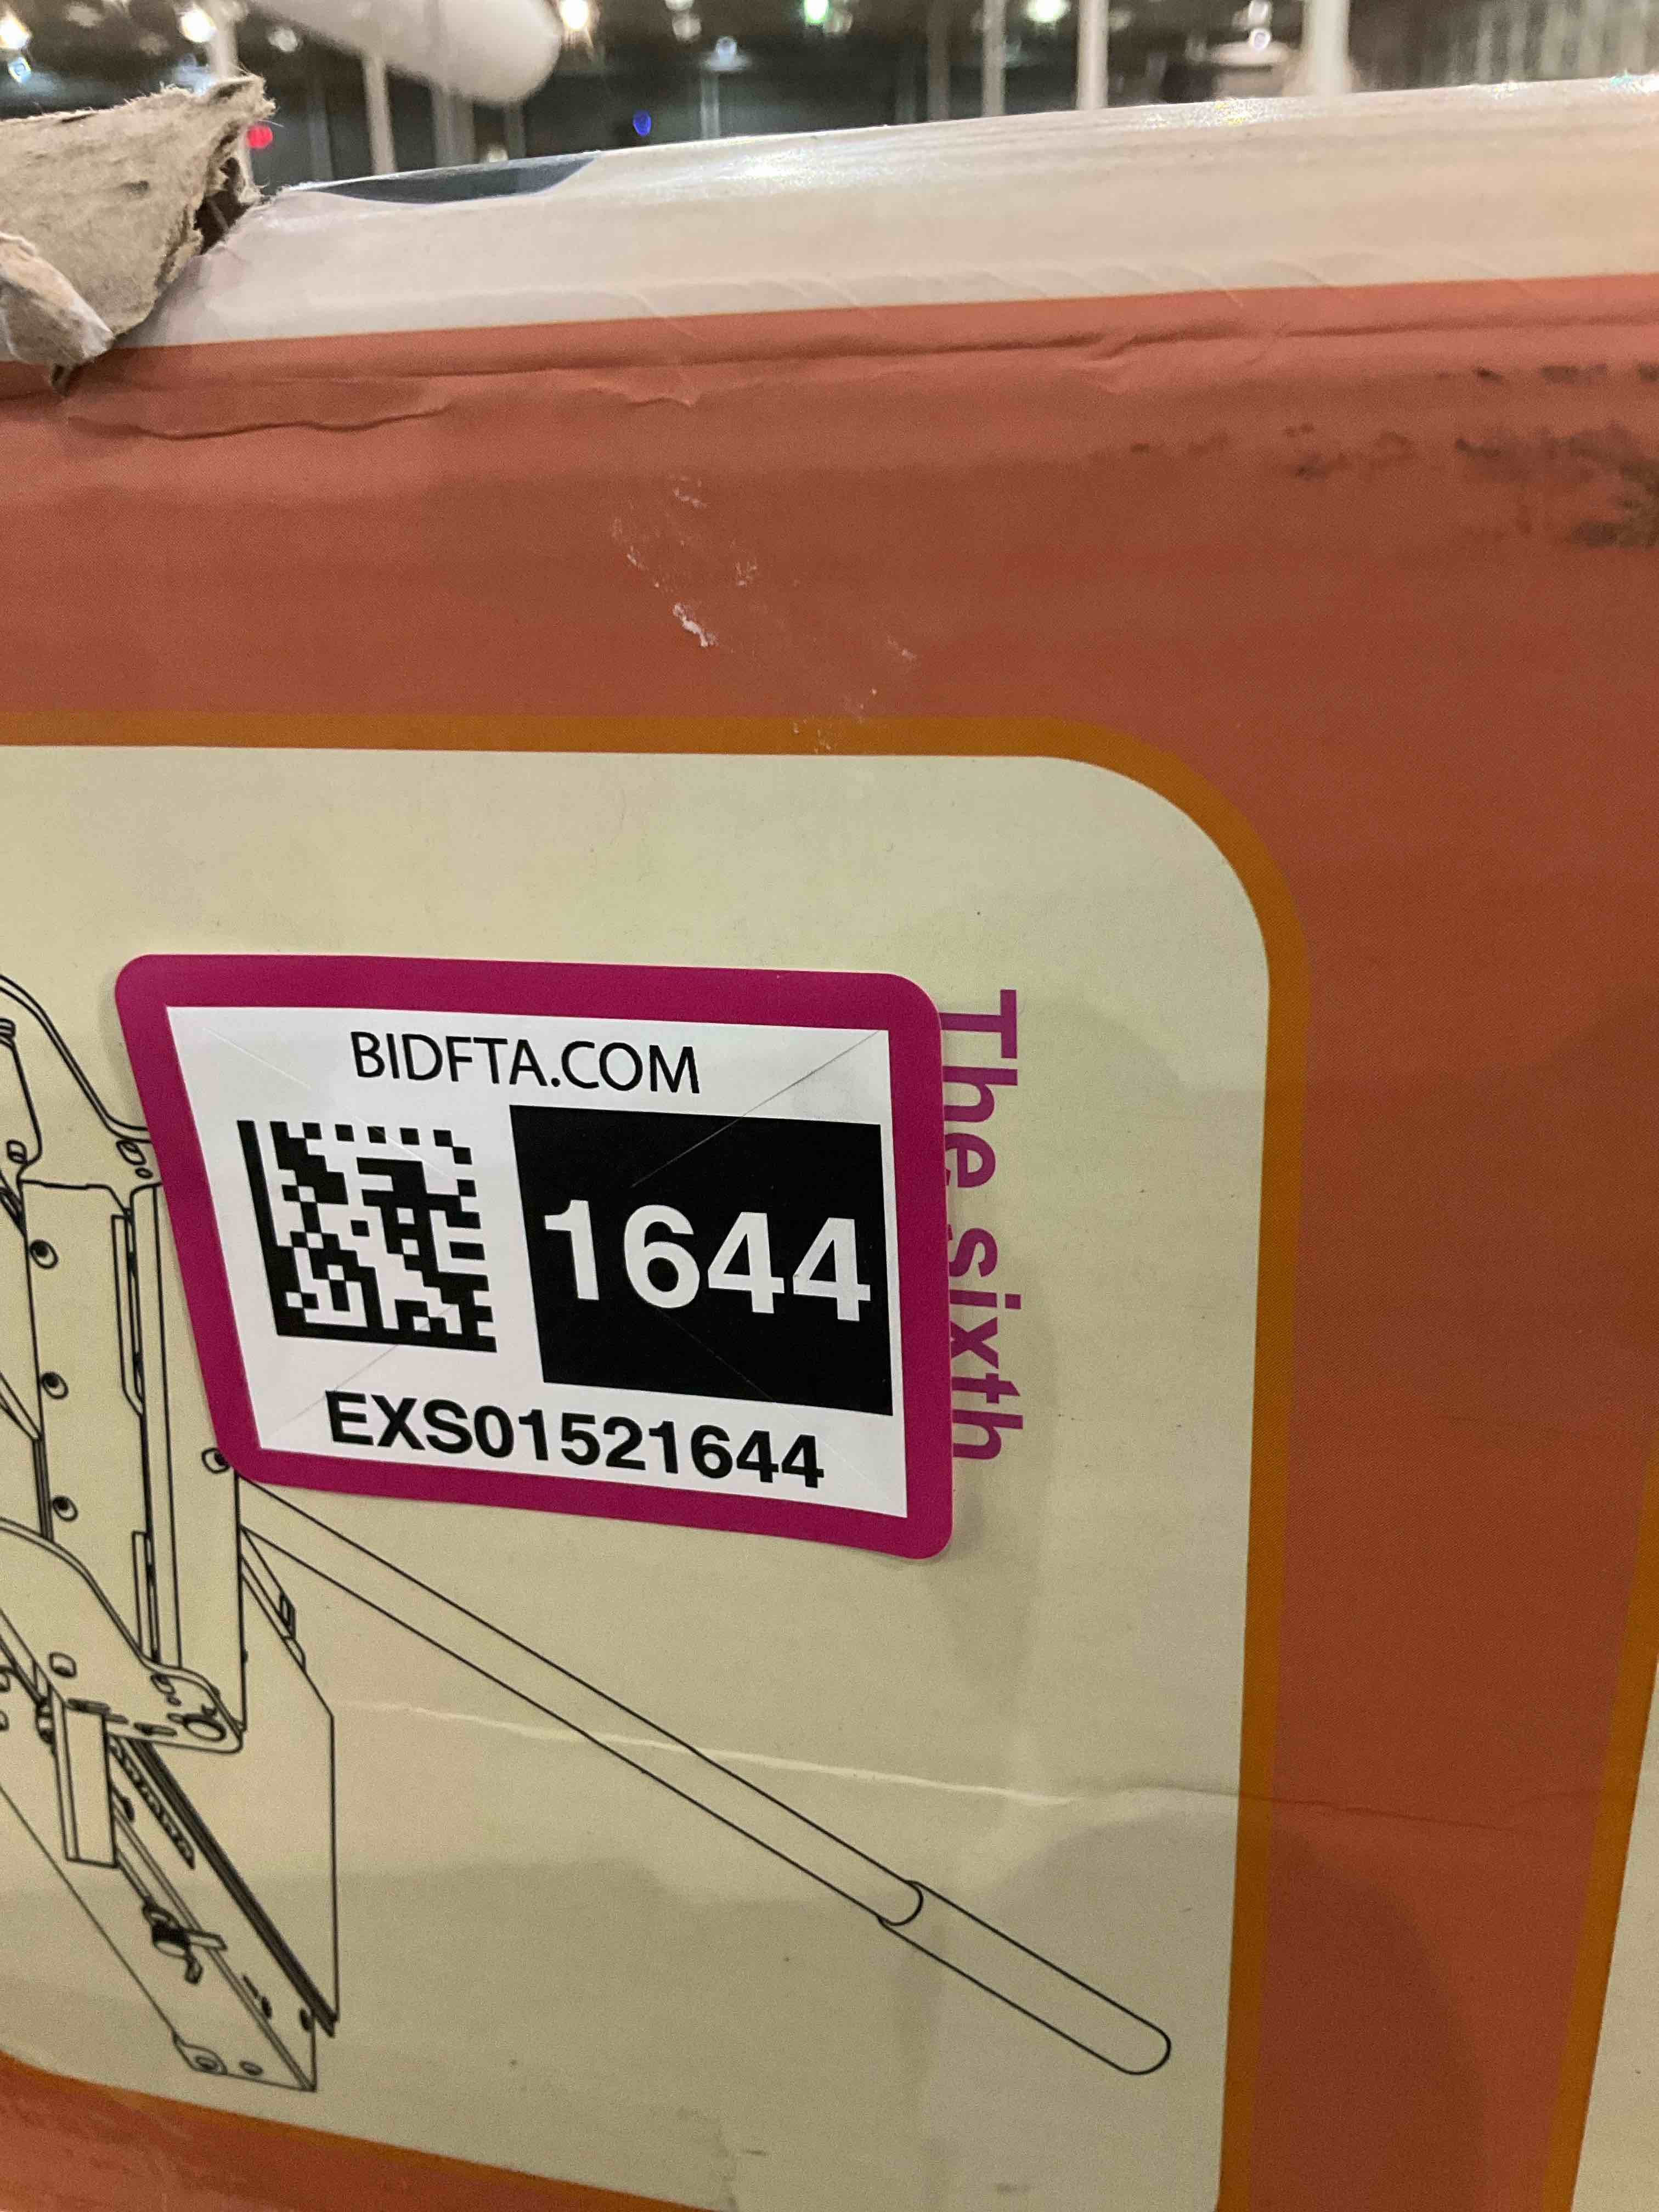 BIDFTA.COM
1644
EXS01521644
The sixth